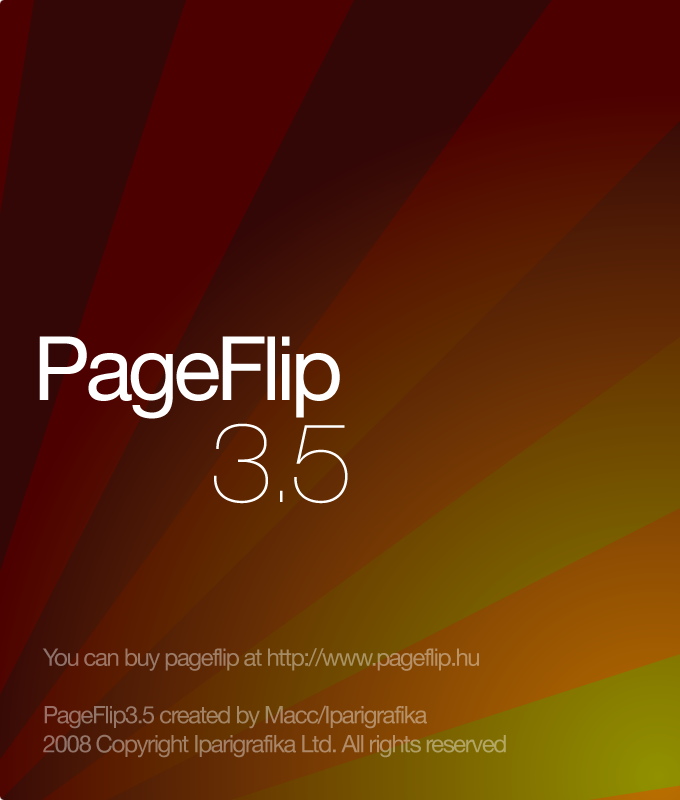 PageFlip
3.5
You can buy pageflip at http://www.pageflip.hu
PageFlip3.5 created by Macc/Iparigrafika
2008 Copyright Iparigrafika Ltd. All rights reserved